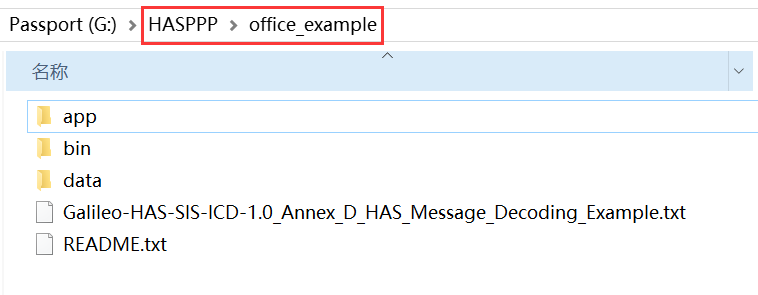 Passport (G:) > HASPPP > office_example
名称
app
bin
data
Galileo-HAS-SIS-ICD-1.0_Annex_D_HAS_Message_Decoding_Example.txt
README.txt